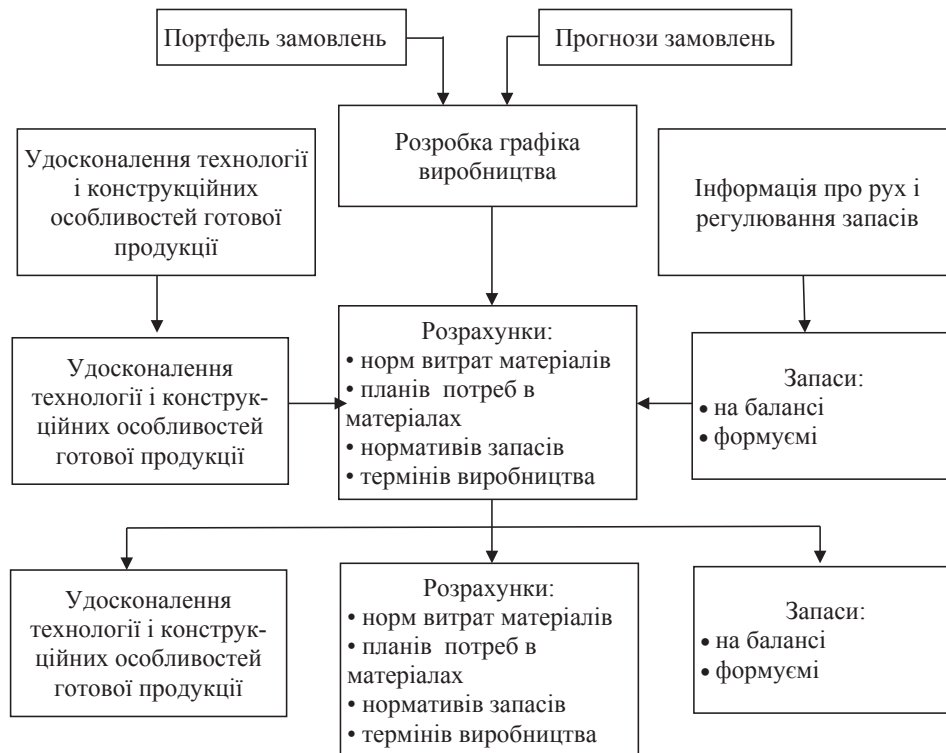 Портфель замовлень
Прогнози замовлень
Розробка графіка
виробництва
Удосконалення технології
і конструкційних
особливостей готової
продукції
Інформація про рух і
регулювання запасів
Удосконалення
технології і конструк-
ційних особливостей
готової продукції
Розрахунки:
• норм витрат матеріалів
• планів потреб в
матеріалах
• нормативів запасів
• термінів виробництва
Запаси:
• на балансі
• формуємі
Удосконалення
технології і конструк-
ційних особливостей
готової продукції
Розрахунки:
• норм витрат матеріалів
• планів потреб в
матеріалах
• нормативів запасів
• термінів виробництва
Запаси:
• на балансі
• формуємі